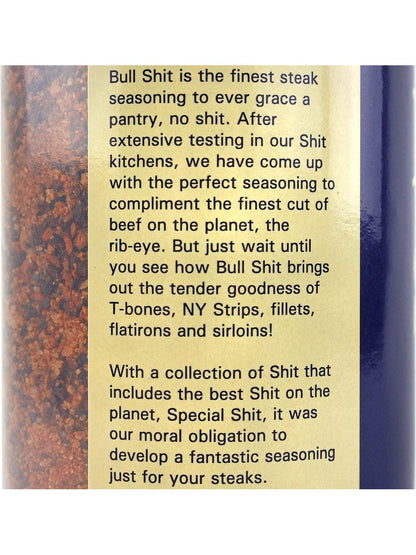 Bull Shit is the finest steak
seasoning to ever grace a
pantry, no shit. After
extensive testing in our Shit
kitchens, we have come up
with the perfect seasoning to
compliment the finest cut of
beef on the planet, the
rib-eye. But just wait until
you see how Bull Shit brings
out the tender goodness of
T-bones, NY Strips, fillets,
flatirons and sirloins!
With a collection of Shit that
includes the best Shit on the
planet, Special Shit, it was
our moral obligation to
develop a fantastic seasoning
just for your steaks.